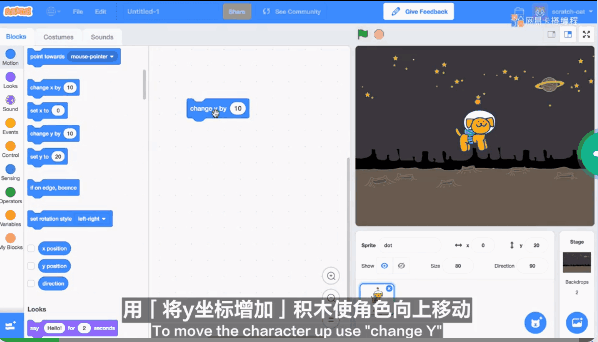 SCRATCH
File
Edit
Untitled-1
Share
See Community
Give Feedback
scratch-cat
Blocks
Costumes
Sounds
Motion
Looks
Sound
Events
Control
Sensing
Operators
Variables
My Blocks
point towards mouse-pointer
change x by 10
set x to 0
change y by 10
set y to 20
if on edge, bounce
set rotation style left-right
x position
y position
direction
Looks
say Hello! for 2 seconds
change y by 10
Sprite dot x 0 y 20
Show Size 80 Direction 90
Stage
Backdrops
2
用「将y坐标增加」积木使角色向上移动
To move the character up use "change Y"